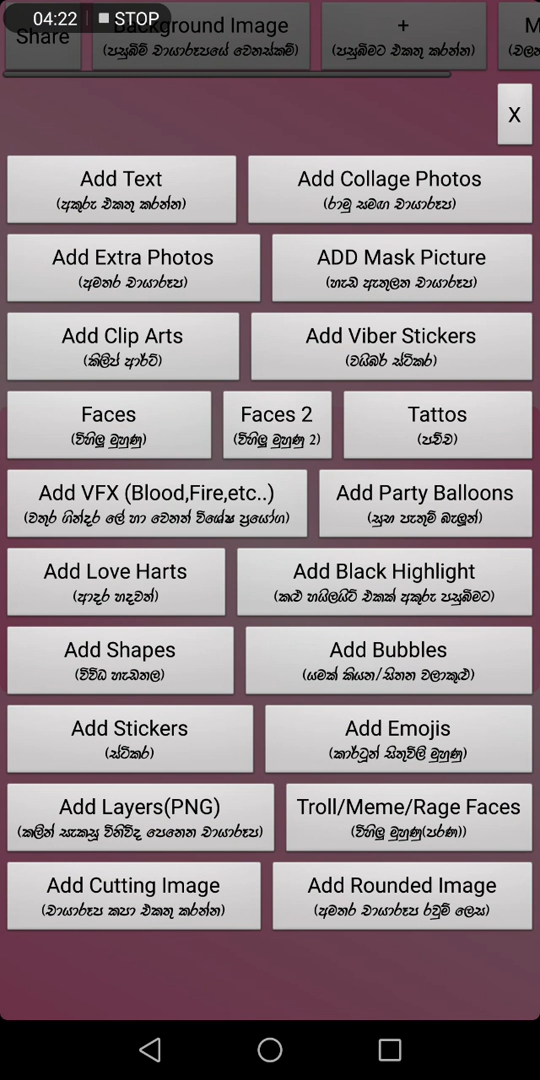 04:22 STOP
Share
Background Image
(පසුබිම් ඡායාරූපයේ වෙනස්කම්)
+
(පසුබිමට එකතු කරන්න)
X
Add Text
(අකුරු එකතු කරන්න)
Add Collage Photos
(රාමු සමඟ ඡායාරූප)
Add Extra Photos
(අමතර ඡායාරූප)
ADD Mask Picture
(හැඩ ඇතුලත ඡායාරූප)
Add Clip Arts
(ක්ලිප් ආර්ට්)
Add Viber Stickers
(වයිබර් ස්ටිකර)
Faces
(විහිලු මුහුණු)
Faces 2
(විහිලු මුහුණු 2)
Tattos
(පච්ච)
Add VFX (Blood,Fire,etc..)
(වතුර ගින්දර ලේ හා වෙනත් විශේෂ ප්‍රයෝග)
Add Party Balloons
(සුභ පැතුම් බැලූන්)
Add Love Harts
(ආදර හදවත්)
Add Black Highlight
(කළු හයිලයිට් එකක් අකුරු පසුබිමට)
Add Shapes
(විවිධ හැඩතල)
Add Bubbles
(යමක් කියන/සිතන වලාකුළු)
Add Stickers
(ස්ටිකර)
Add Emojis
(කාර්ටූන් සිතුවිලි මුහුණු)
Add Layers(PNG)
(කලින් සැකසූ විනිවිද පෙනෙන ඡායාරූප)
Troll/Meme/Rage Faces
(විහිලු මුහුණු(පරණ))
Add Cutting Image
(ඡායාරූප කපා එකතු කරන්න)
Add Rounded Image
(අමතර ඡායාරූප රවුම් ලෙස)